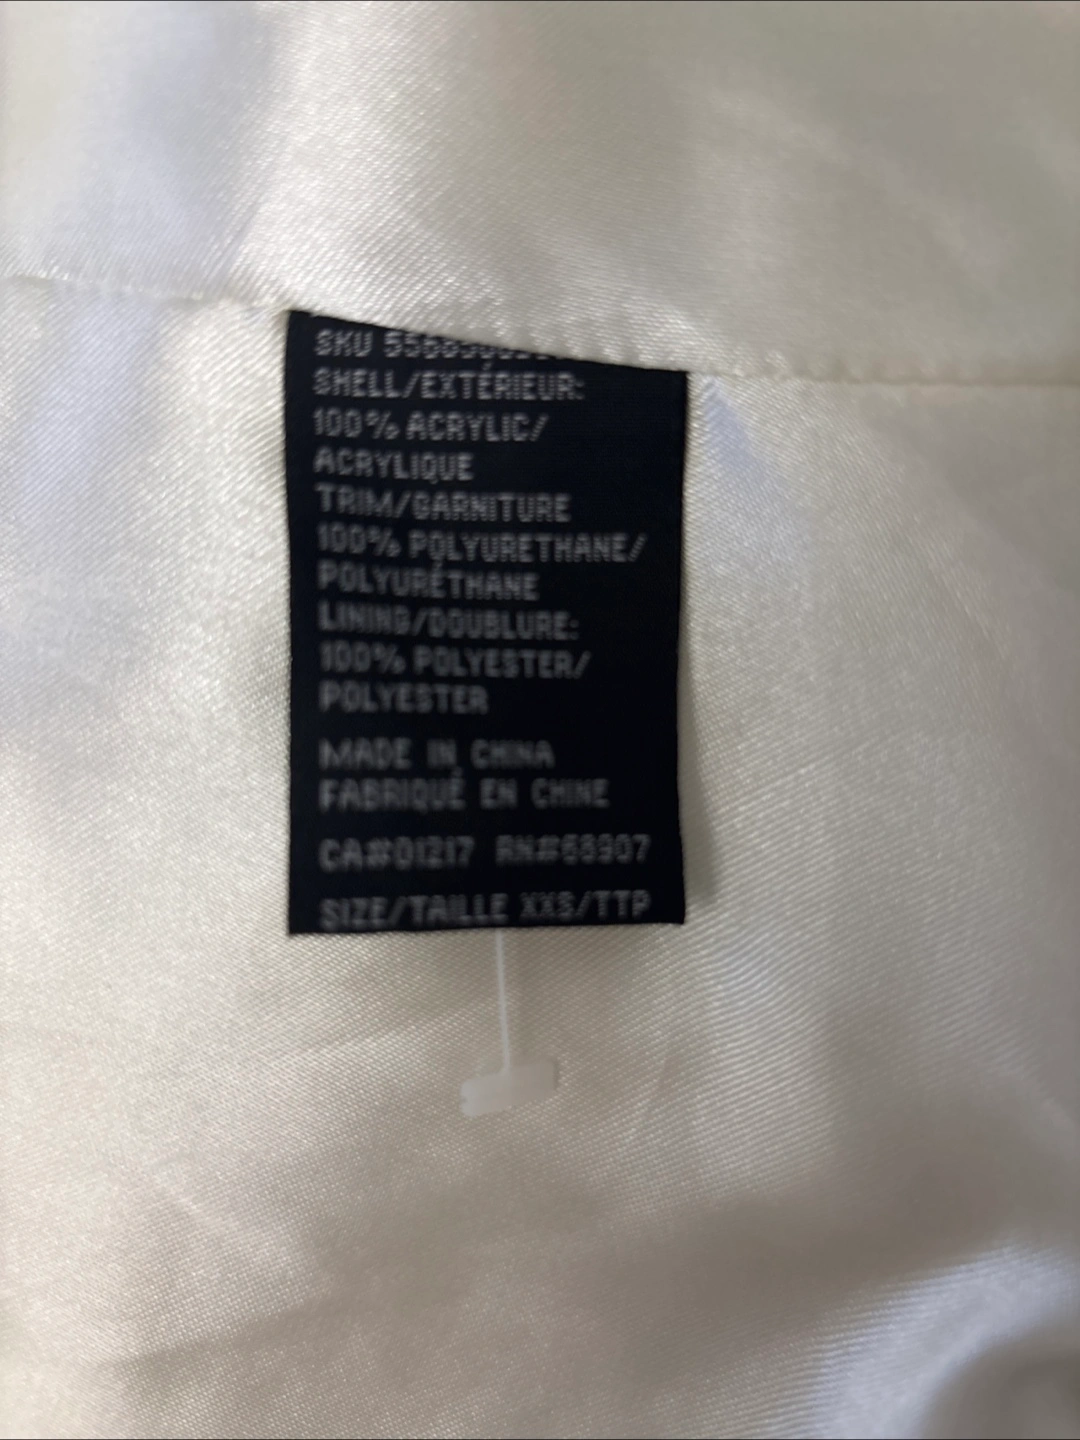 SKU
SHELL/EXTÉRIEUR:
100% ACRYLIC/
ACRYLIQUE
TRIM/GARNITURE
100% POLYURETHANE/
POLYURÉTHANE
LINING/DOUBLURE:
100% POLYESTER/
POLYESTER
MADE IN CHINA
FABRIQUÉ EN CHINE
CA#01217 RN#68907
SIZE/TAILLE XXS/TTP